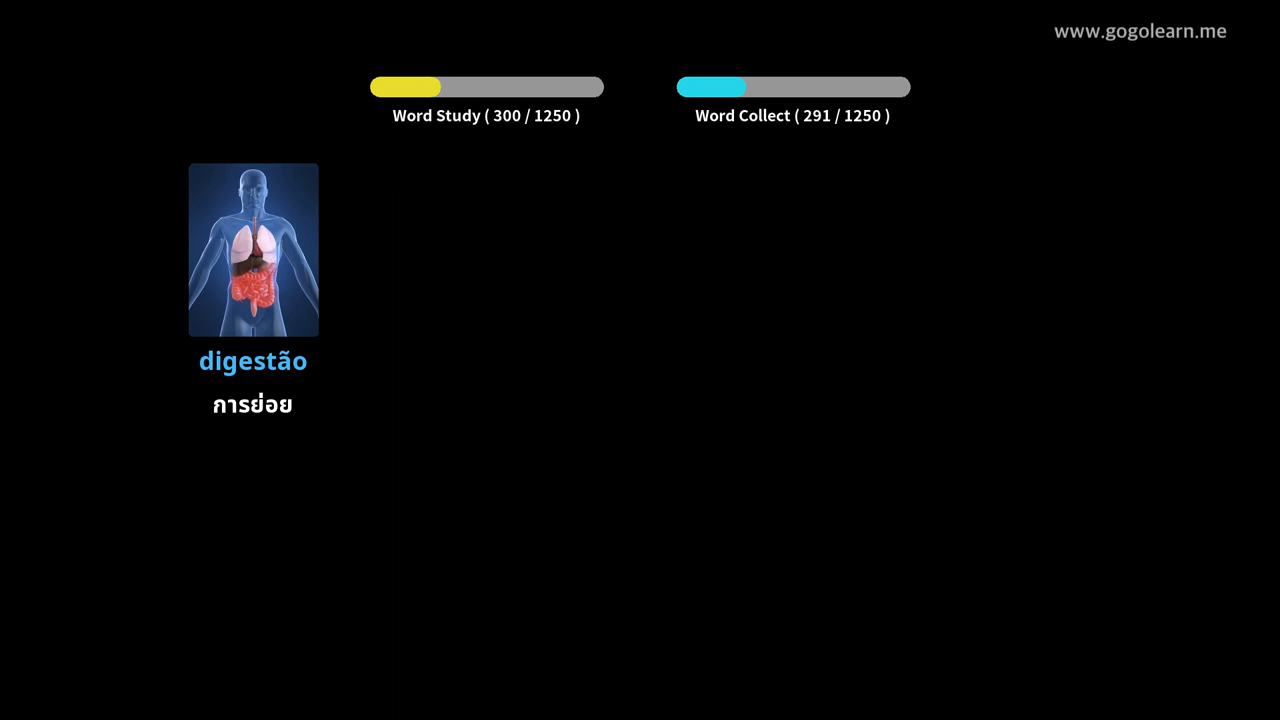 www.gogolearn.me
Word Study ( 300 / 1250 )
Word Collect ( 291 / 1250 )
digestão
การย่อย